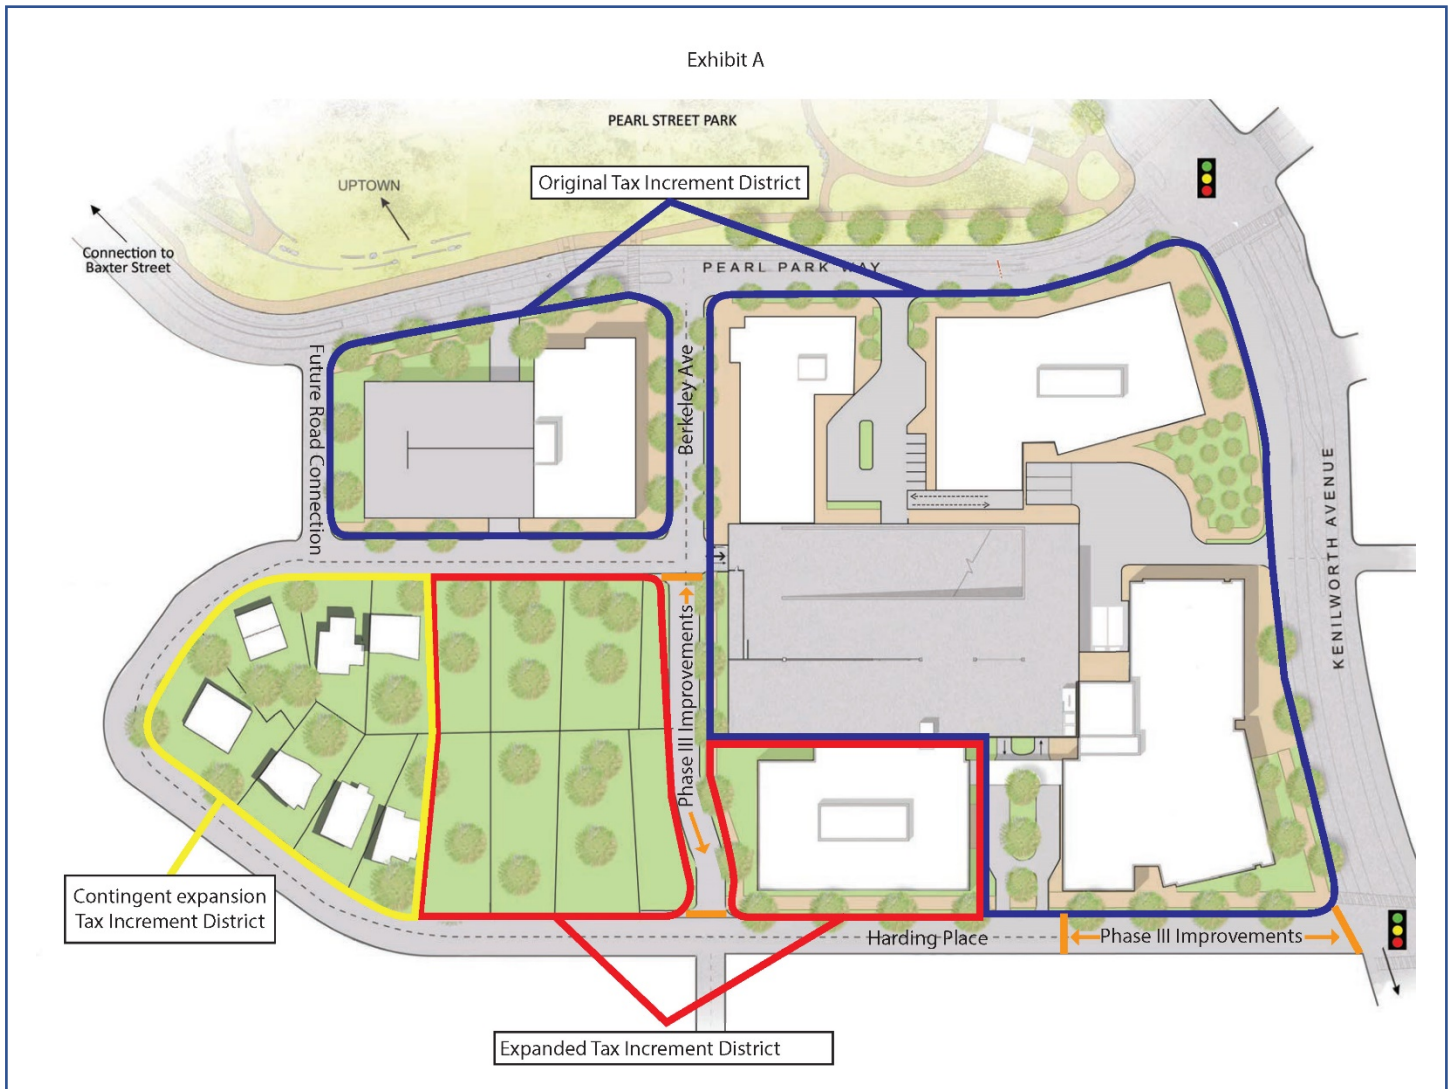 Exhibit A
PEARL STREET PARK
Original Tax Increment District
UPTOWN
Connection to
Baxter Street
PEARL PARK WAY
Future Road Connection
Berkeley Ave
KENILWORTH AVENUE
Phase III Improvements
Contingent expansion
Tax Increment District
Harding Place
Phase III Improvements
Expanded Tax Increment District